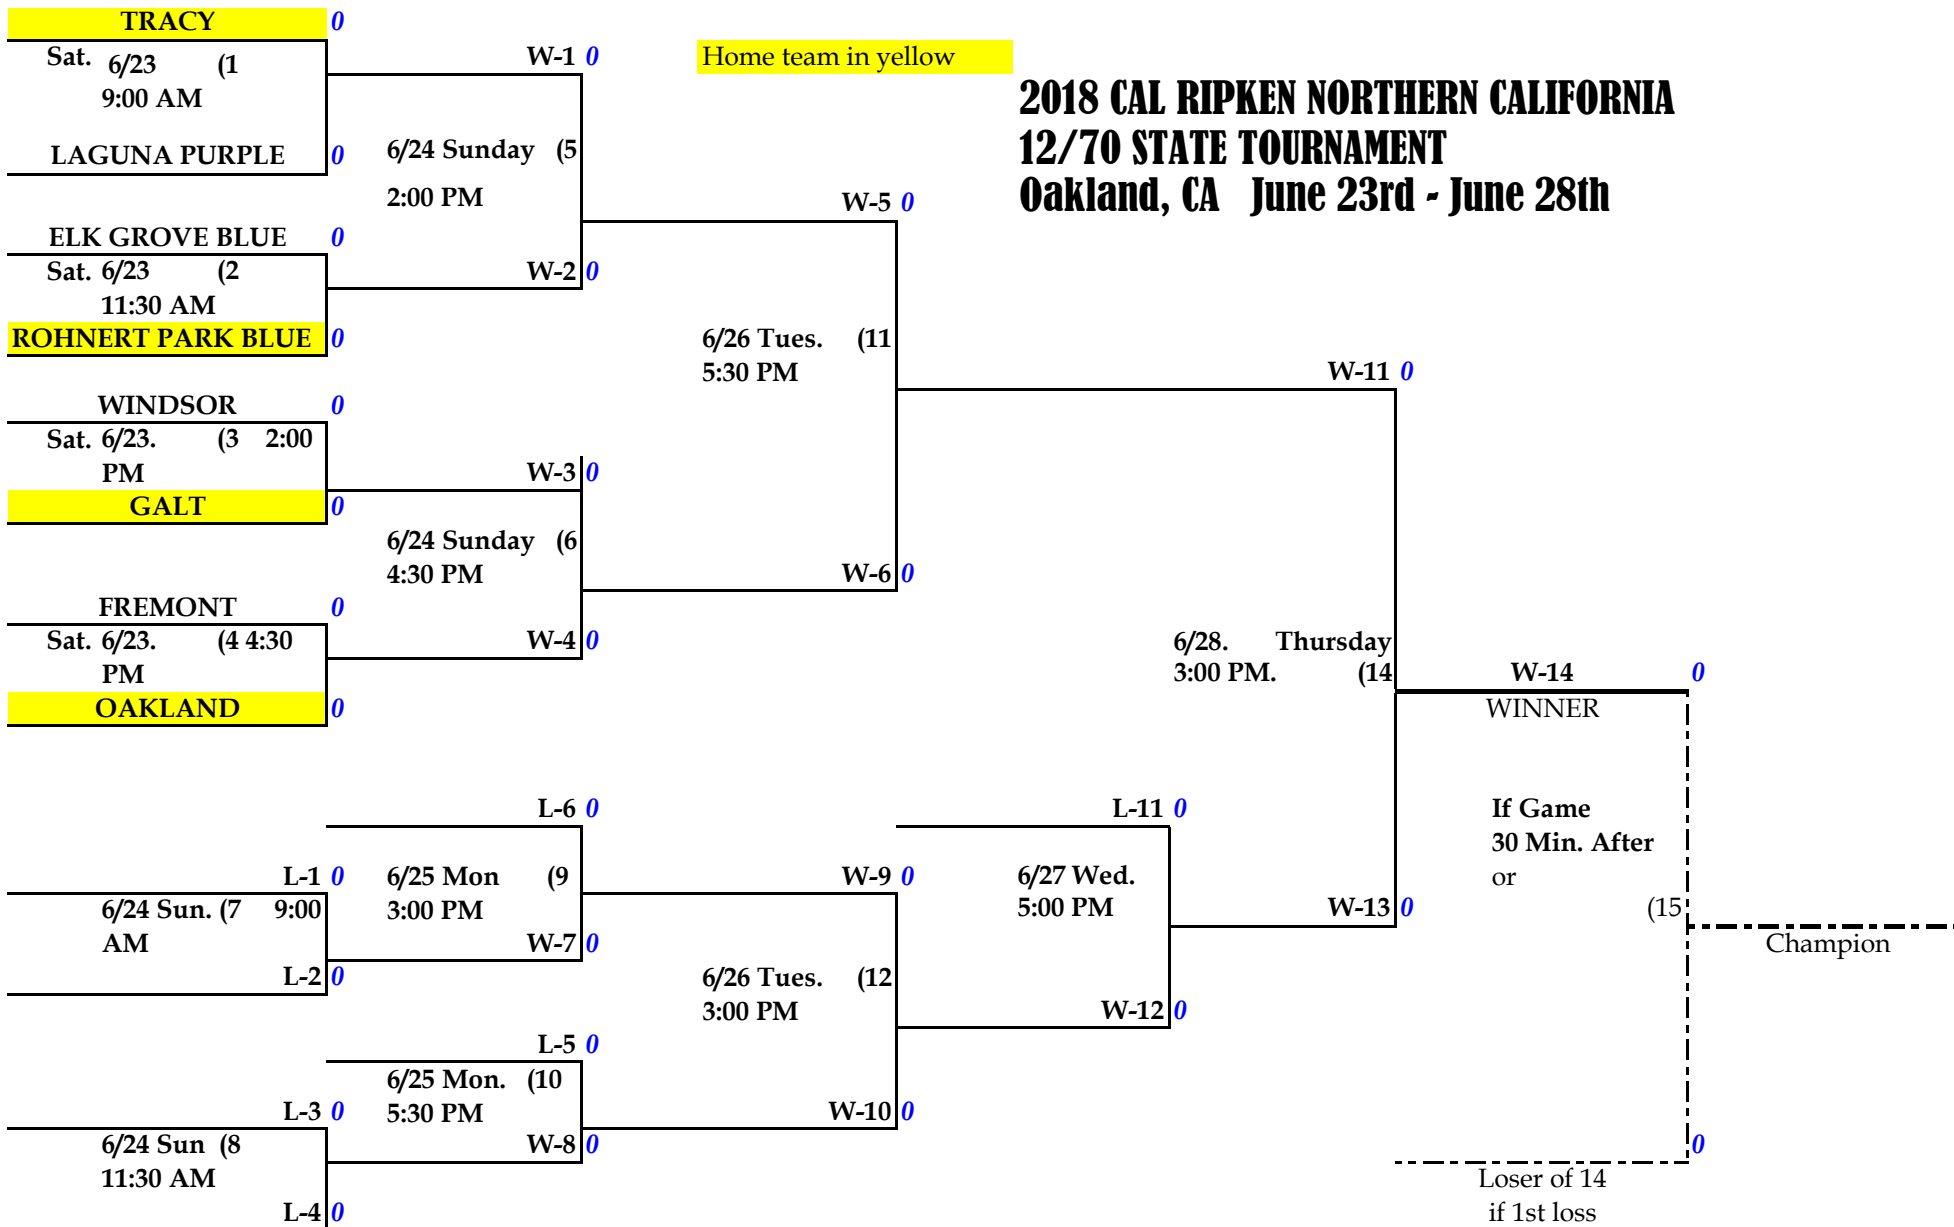 TRACY 0
Sat. 6/23 (1
9:00 AM
LAGUNA PURPLE 0
ELK GROVE BLUE 0
Sat. 6/23 (2
11:30 AM
ROHNERT PARK BLUE 0
WINDSOR 0
Sat. 6/23. (3 2:00
PM
GALT 0
FREMONT 0
Sat. 6/23. (4 4:30
PM
OAKLAND 0
W-1 0
6/24 Sunday (5
2:00 PM
W-2 0
W-3 0
6/24 Sunday (6
4:30 PM
W-4 0
Home team in yellow
2018 CAL RIPKEN NORTHERN CALIFORNIA
12/70 STATE TOURNAMENT
Oakland, CA June 23rd - June 28th
W-5 0
6/26 Tues. (11
5:30 PM
W-6 0
W-11 0
6/28. Thursday
3:00 PM. (14
W-14 0
WINNER
L-1 0
6/24 Sun. (7 9:00
AM
L-2 0
L-3 0
6/24 Sun (8
11:30 AM
L-4 0
L-6 0
6/25 Mon (9
3:00 PM
W-7 0
L-5 0
6/25 Mon. (10
5:30 PM
W-8 0
W-9 0
6/26 Tues. (12
3:00 PM
W-10 0
L-11 0
6/27 Wed.
5:00 PM
W-12 0
W-13 0
If Game
30 Min. After
or
(15
Champion
0
Loser of 14
if 1st loss